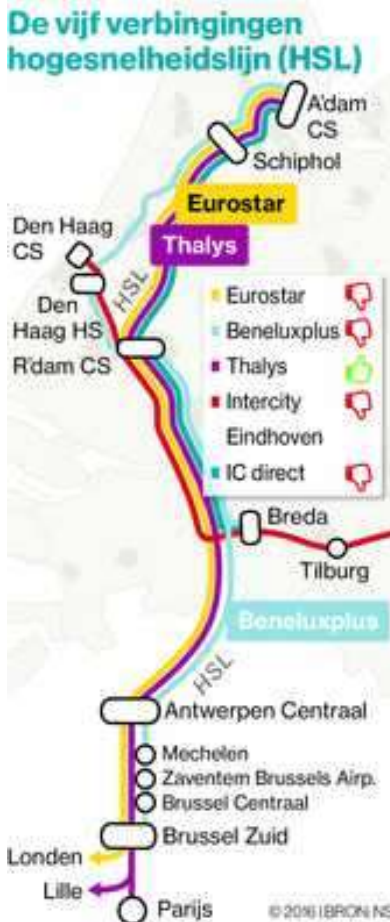 De vijf verbingingen
hogesnelheidslijn (HSL)
A'dam
CS
Schiphol
Eurostar
Thalys
Den Haag
CS
HSL
Den
Haag HS
R'dam CS
Eurostar
Beneluxplus
Thalys
Intercity
Eindhoven
IC direct
Breda
Tilburg
Beneluxplus
HSL
Antwerpen Centraal
Mechelen
Zaventem Brussels Airp.
Brussel Centraal
Brussel Zuid
Londen
Lille
Parijs
© 2016 | BRON: NS